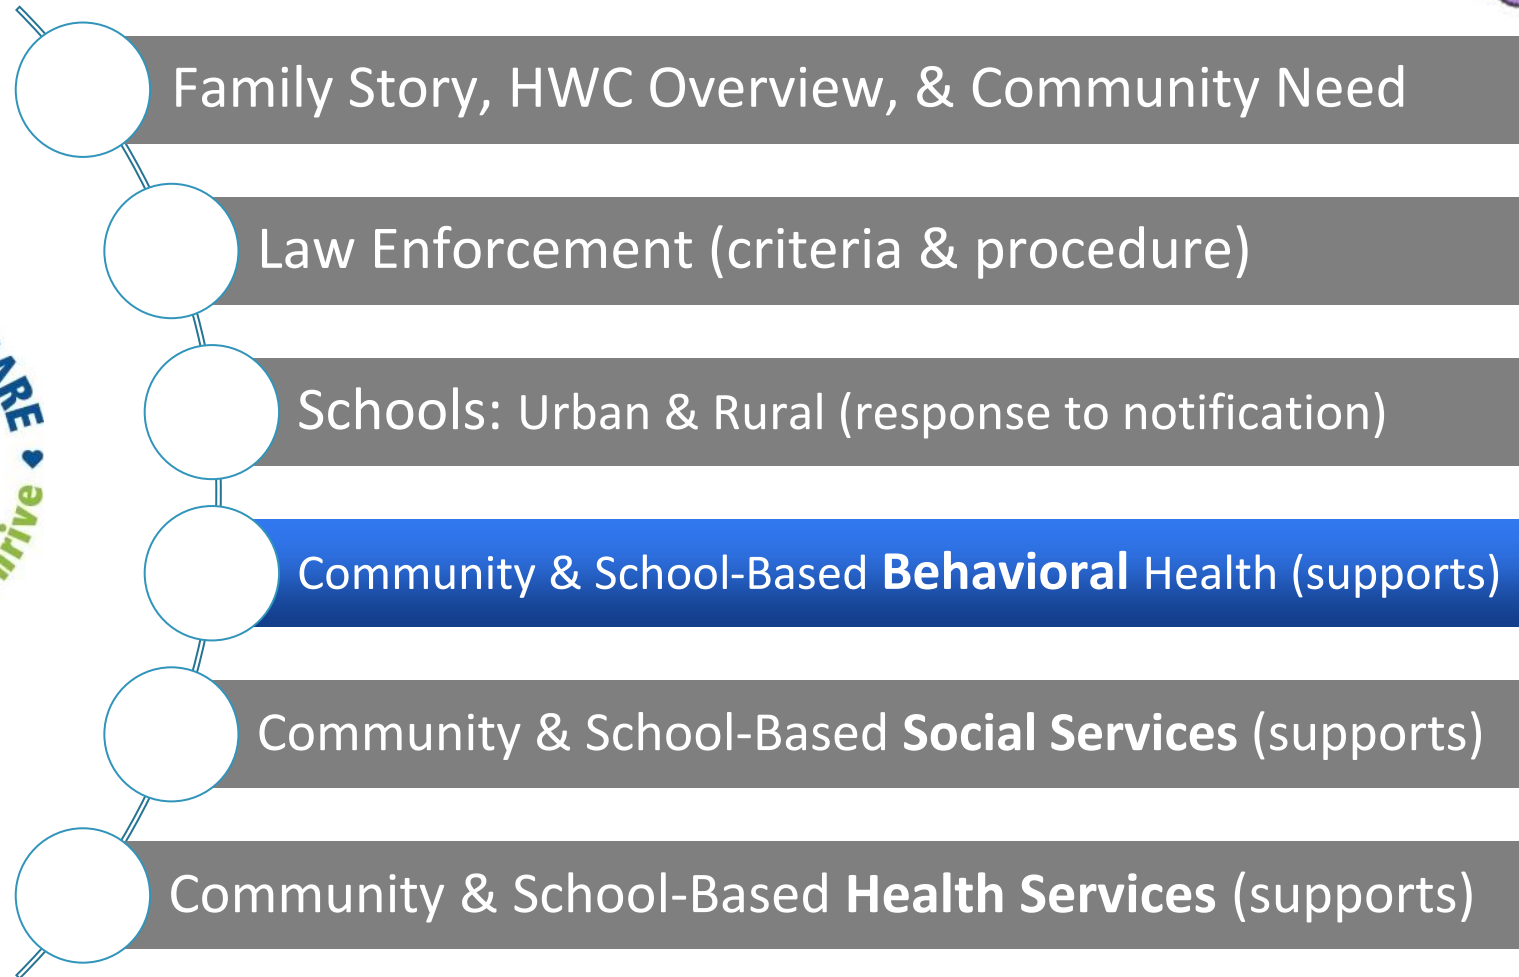 Family Story, HWC Overview, & Community Need
Law Enforcement (criteria & procedure)
Schools: Urban & Rural (response to notification)
Community & School-Based Behavioral Health (supports)
Community & School-Based Social Services (supports)
Community & School-Based Health Services (supports)